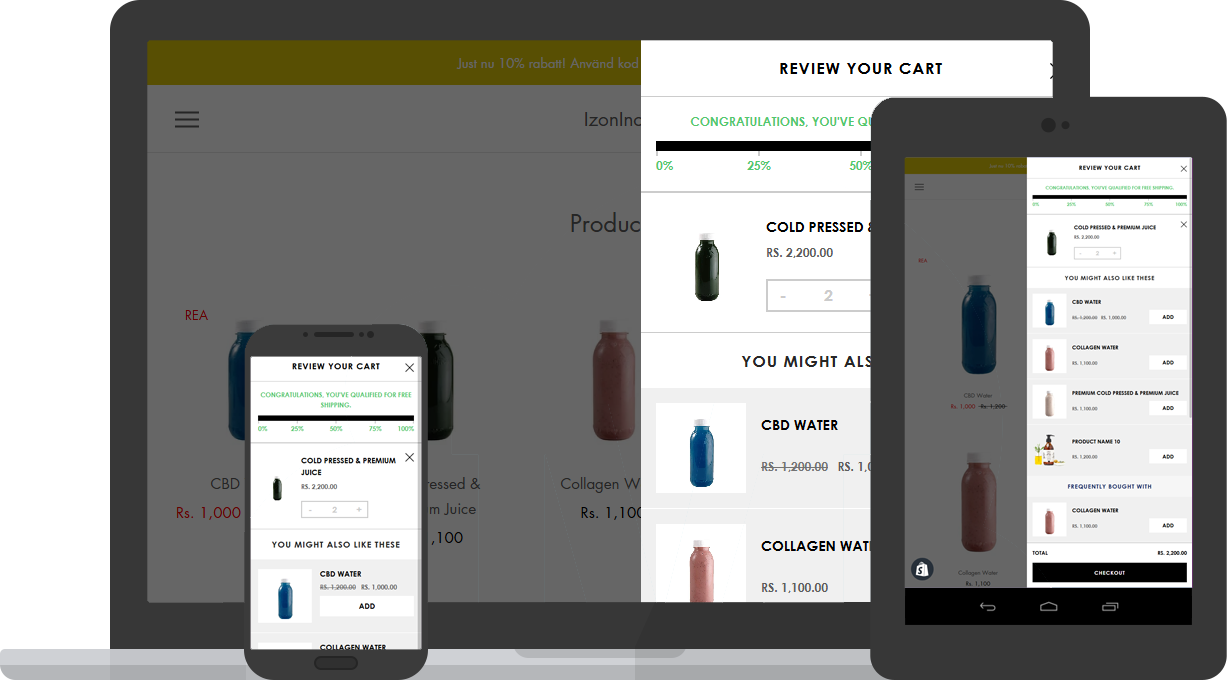 Just nu 10% rabatt! Använd kod
IzonIn
Produc
REA
CBD
Rs. 1,000
ressed &
m Juice
,100
Collagen W
Rs. 1,100
REVIEW YOUR CART
CONGRATULATIONS, YOU'VE QU
0% 25% 50%
COLD PRESSED &
RS. 2,200.00
- 2
YOU MIGHT ALS
CBD WATER
RS. 1,200.00 RS. 1,0
COLLAGEN WAT
RS. 1,100.00
REVIEW YOUR CART
CONGRATULATIONS, YOU'VE QUALIFIED FOR FREE
SHIPPING.
0% 25% 50% 75% 100%
COLD PRESSED & PREMIUM
JUICE
RS. 2,200.00
- 2 +
YOU MIGHT ALSO LIKE THESE
CBD WATER
RS. 1,200.00 RS. 1,000.00
ADD
COLLAGEN WATER
REA
CBD Water
Rs. 1,000 Rs. 1,200
Collagen Water
Rs. 1,100
REVIEW YOUR CART
CONGRATULATIONS, YOU'VE QUALIFIED FOR FREE SHIPPING.
0% 25% 50% 75% 100%
COLD PRESSED & PREMIUM JUICE
RS. 2,200.00
- 2 +
YOU MIGHT ALSO LIKE THESE
CBD WATER
RS. 1,200.00 RS. 1,000.00
ADD
COLLAGEN WATER
RS. 1,100.00
ADD
PREMIUM COLD PRESSED & PREMIUM JUICE
RS. 1,100.00
ADD
PRODUCT NAME 10
RS. 1,200.00
ADD
FREQUENTLY BOUGHT WITH
COLLAGEN WATER
RS. 1,100.00
ADD
TOTAL RS. 2,200.00
CHECKOUT